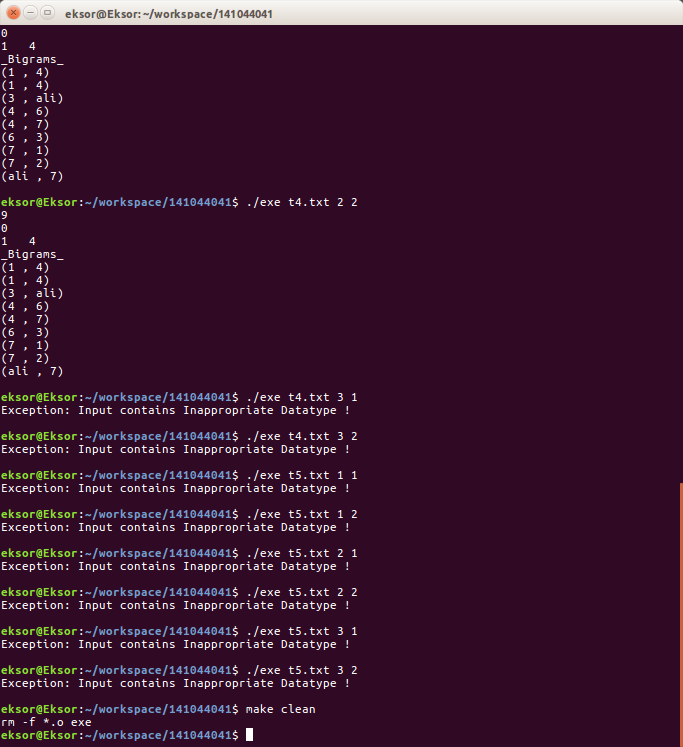 eksor@Eksor: ~/workspace/141044041
0
1   4
_Bigrams_
(1 , 4)
(1 , 4)
(3 , ali)
(4 , 6)
(4 , 7)
(6 , 3)
(7 , 1)
(7 , 2)
(ali , 7)
eksor@Eksor:~/workspace/141044041$ ./exe t4.txt 2 2
9
0
1   4
_Bigrams_
(1 , 4)
(1 , 4)
(3 , ali)
(4 , 6)
(4 , 7)
(6 , 3)
(7 , 1)
(7 , 2)
(ali , 7)
eksor@Eksor:~/workspace/141044041$ ./exe t4.txt 3 1
Exception: Input contains Inappropriate Datatype !
eksor@Eksor:~/workspace/141044041$ ./exe t4.txt 3 2
Exception: Input contains Inappropriate Datatype !
eksor@Eksor:~/workspace/141044041$ ./exe t5.txt 1 1
Exception: Input contains Inappropriate Datatype !
eksor@Eksor:~/workspace/141044041$ ./exe t5.txt 1 2
Exception: Input contains Inappropriate Datatype !
eksor@Eksor:~/workspace/141044041$ ./exe t5.txt 2 1
Exception: Input contains Inappropriate Datatype !
eksor@Eksor:~/workspace/141044041$ ./exe t5.txt 2 2
Exception: Input contains Inappropriate Datatype !
eksor@Eksor:~/workspace/141044041$ ./exe t5.txt 3 1
Exception: Input contains Inappropriate Datatype !
eksor@Eksor:~/workspace/141044041$ ./exe t5.txt 3 2
Exception: Input contains Inappropriate Datatype !
eksor@Eksor:~/workspace/141044041$ make clean
rm -f *.o exe
eksor@Eksor:~/workspace/141044041$